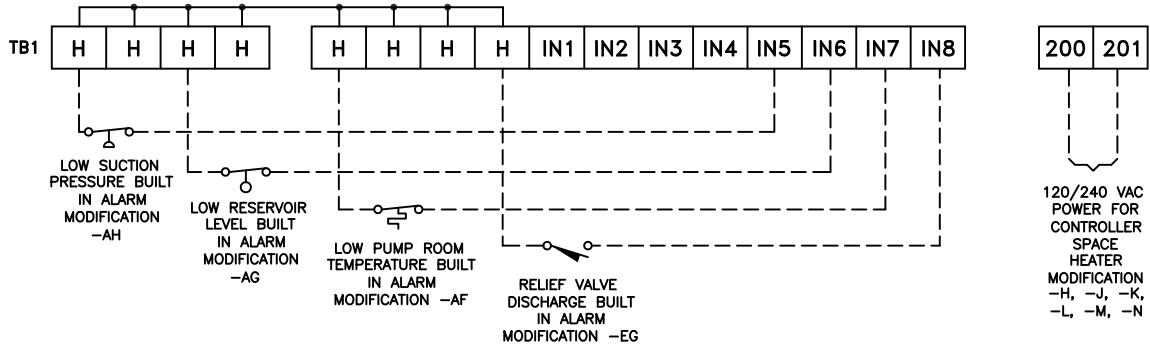 TB1 H H H H H H H H IN1 IN2 IN3 IN4 IN5 IN6 IN7 IN8 200 201
LOW SUCTION
PRESSURE BUILT
IN ALARM
MODIFICATION
-AH
LOW RESERVOIR
LEVEL BUILT
IN ALARM
MODIFICATION
-AG
LOW PUMP ROOM
TEMPERATURE BUILT
IN ALARM
MODIFICATION -AF
RELIEF VALVE
DISCHARGE BUILT
IN ALARM
MODIFICATION -EG
120/240 VAC
POWER FOR
CONTROLLER
SPACE
HEATER
MODIFICATION
-H, -J, -K,
-L, -M, -N